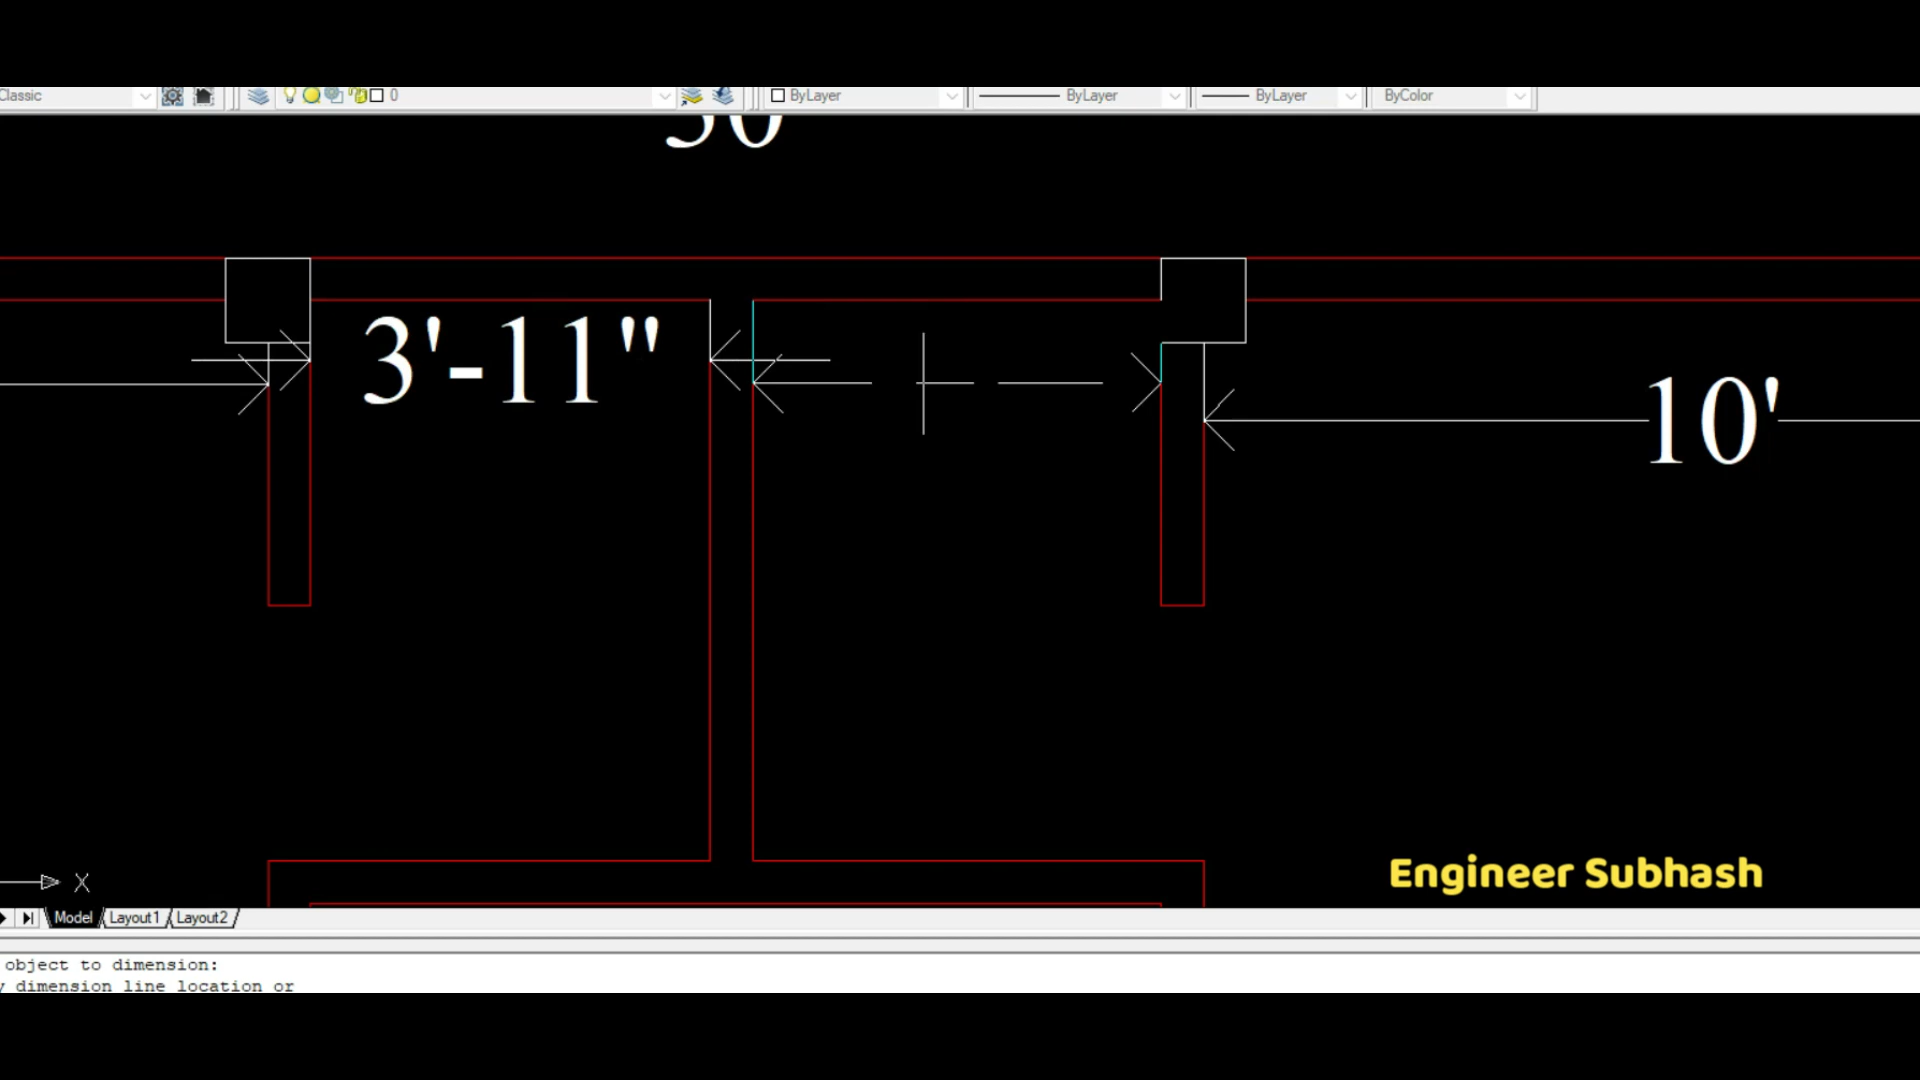 Classic
0
ByLayer
ByLayer
ByLayer
ByColor
3'-11"
10'
X
Engineer Subhash
Model
Layout1
Layout2
object to dimension:
dimension line location or